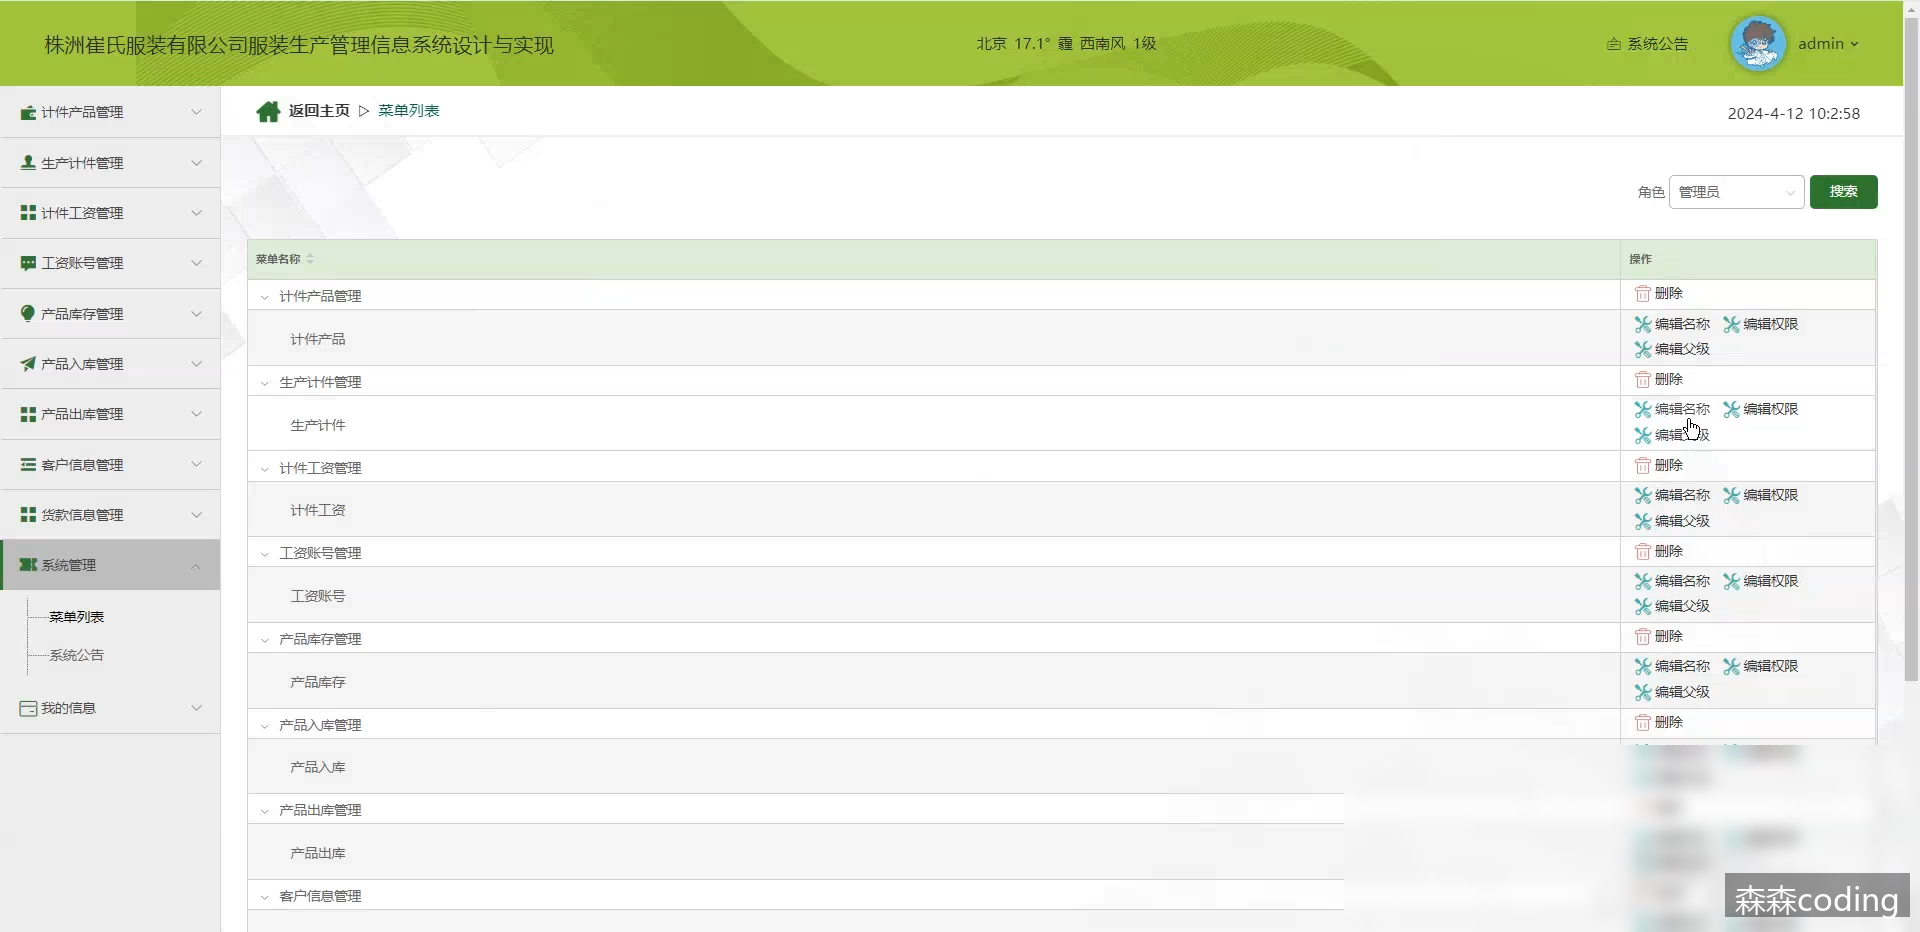 株洲崔氏服装有限公司服装生产管理信息系统设计与实现
北京 17.1° 霾 西南风 1级
系统公告
admin
计件产品管理
生产计件管理
计件工资管理
工资账号管理
产品库存管理
产品入库管理
产品出库管理
客户信息管理
货款信息管理
系统管理
菜单列表
系统公告
我的信息
返回主页 ▷ 菜单列表
2024-4-12 10:2:58
角色 管理员 搜索
菜单名称 操作
计件产品管理 删除
计件产品 编辑名称 编辑权限
编辑父级
生产计件管理 删除
生产计件 编辑名称 编辑权限
编辑父级
计件工资管理 删除
计件工资 编辑名称 编辑权限
编辑父级
工资账号管理 删除
工资账号 编辑名称 编辑权限
编辑父级
产品库存管理 删除
产品库存 编辑名称 编辑权限
编辑父级
产品入库管理 删除
产品入库
产品出库管理
产品出库
客户信息管理
森森coding